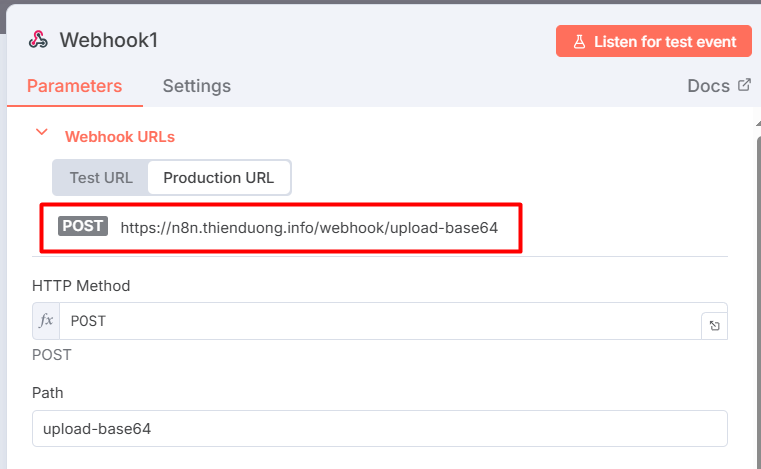 Webhook1
Listen for test event
Parameters
Settings
Docs
Webhook URLs
Test URL
Production URL
POST https://n8n.thienduong.info/webhook/upload-base64
HTTP Method
fx POST
POST
Path
upload-base64